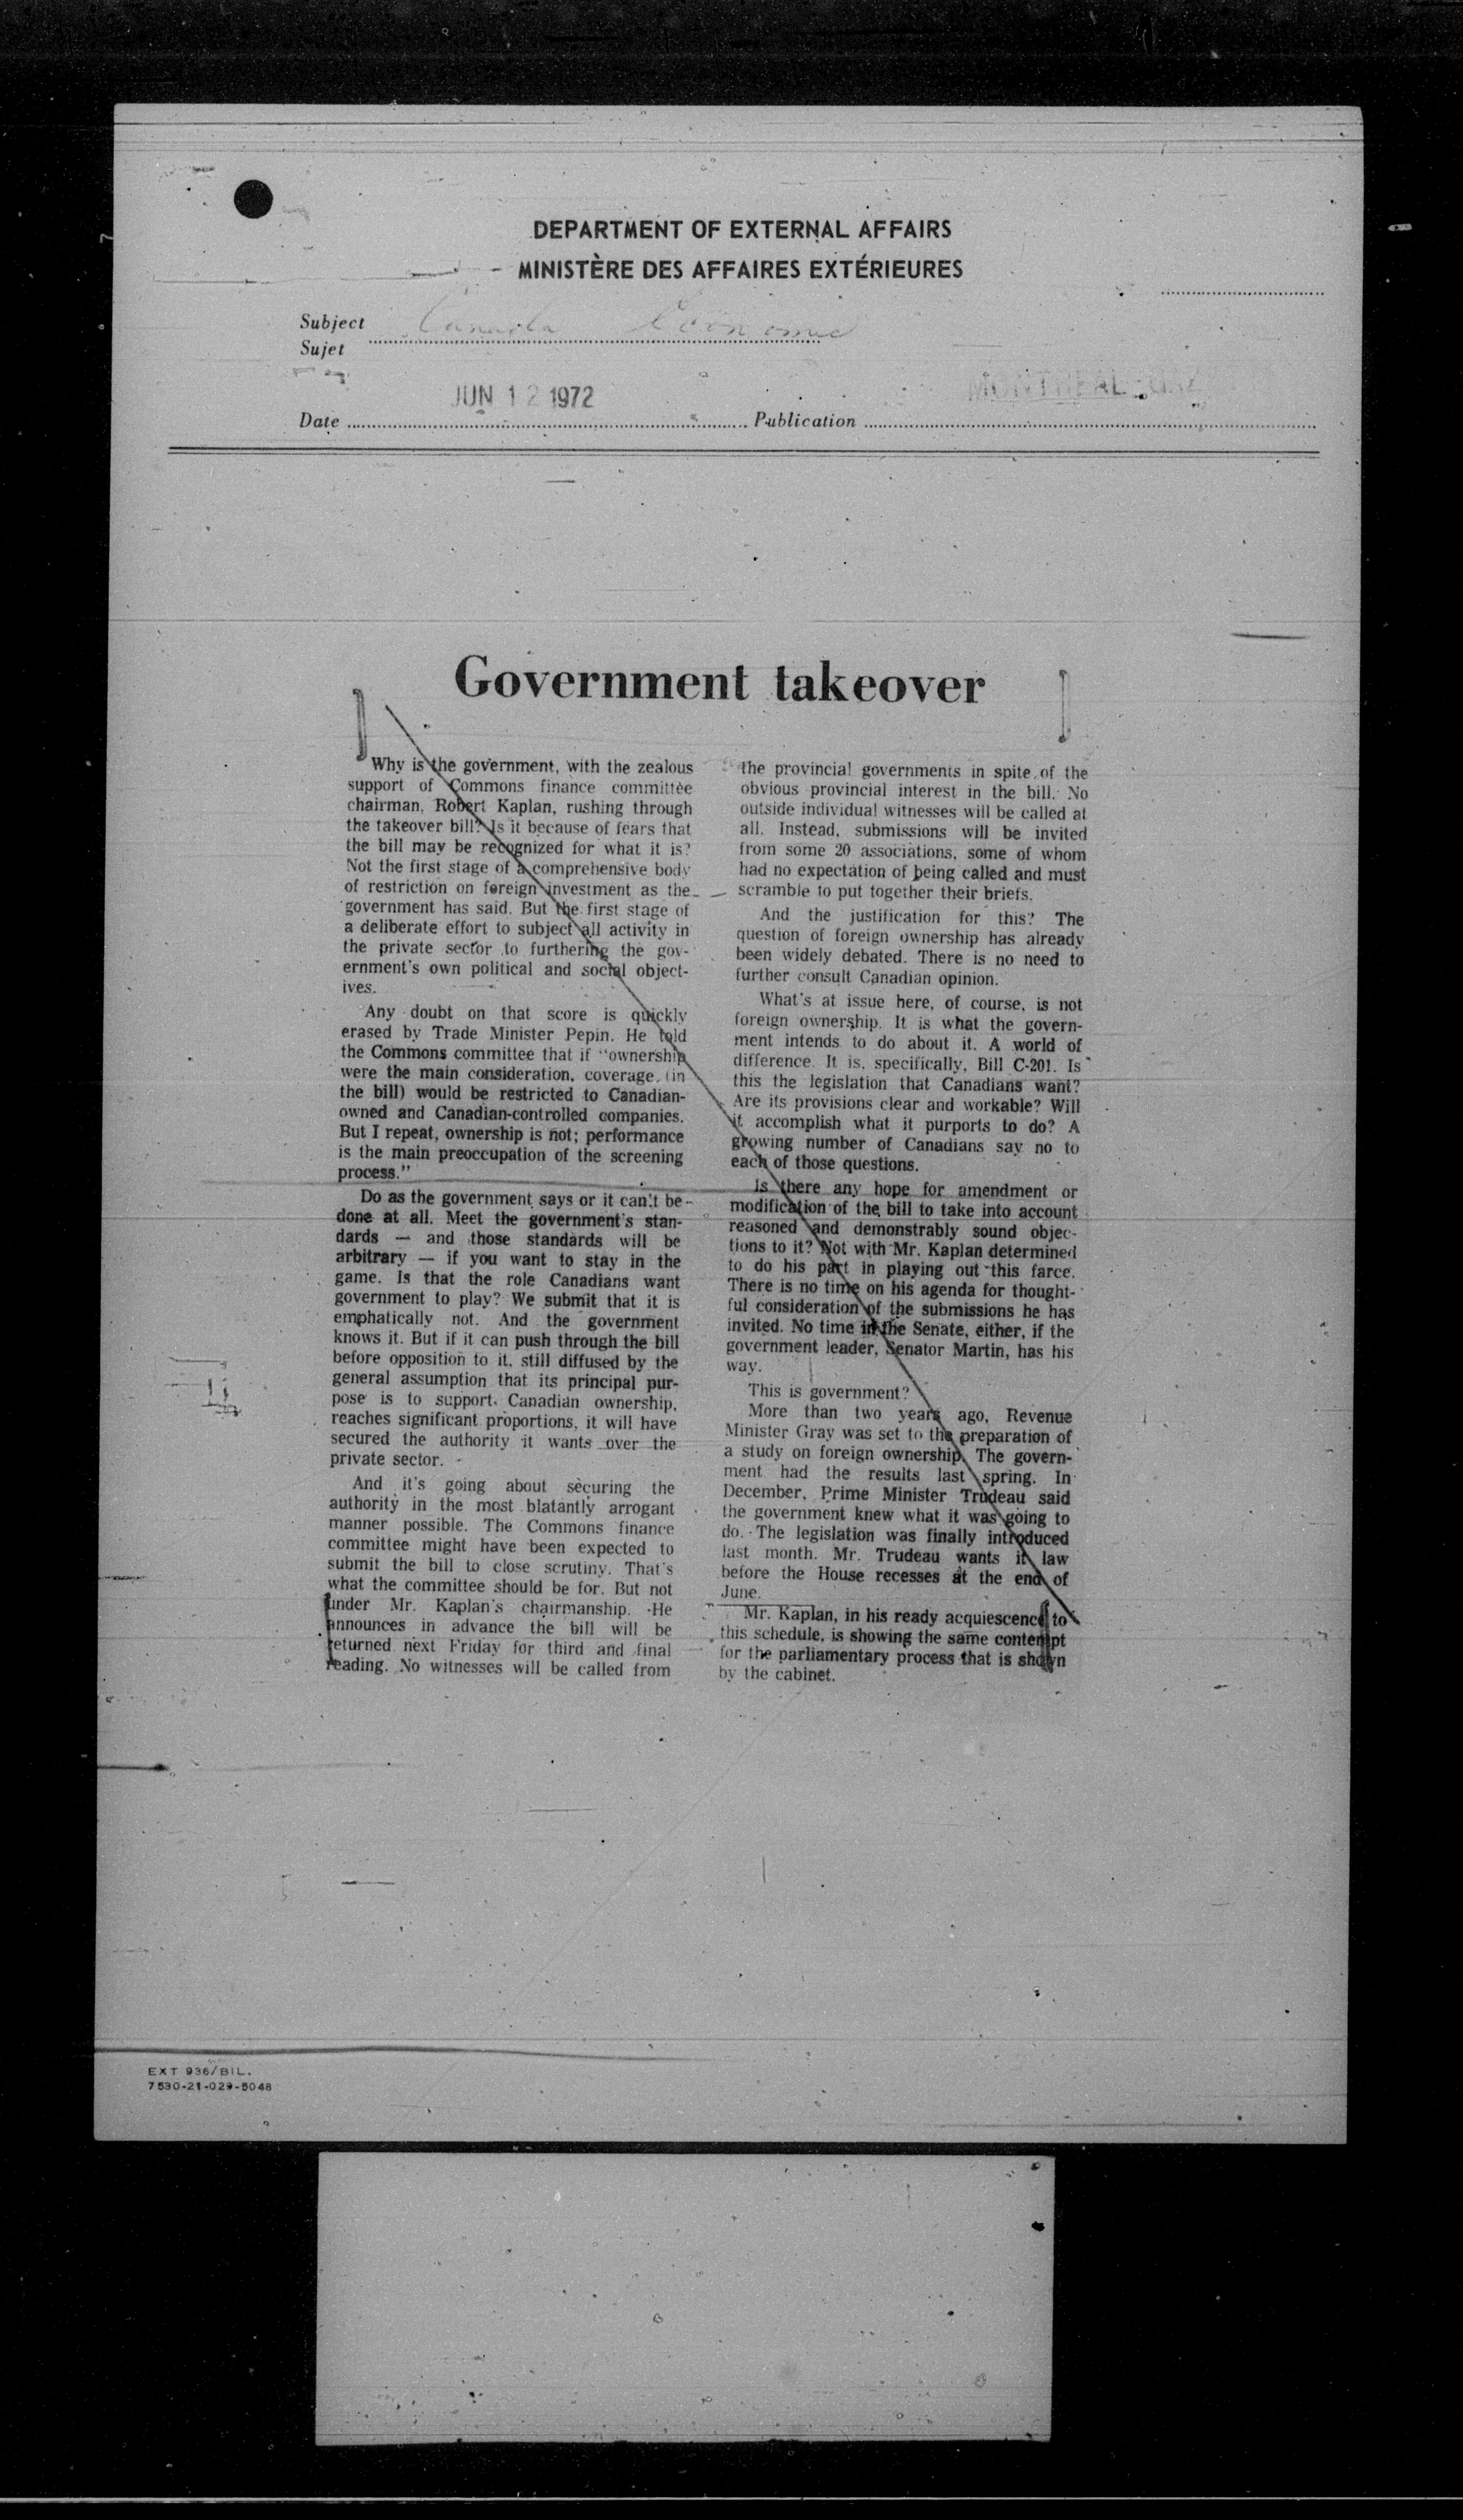 DEPARTMENT OF EXTERNAL AFFAIRS
MINISTÈRE DES AFFAIRES EXTÉRIEURES
Subject Canada Economic
Sujet
JUN 12 1972
MONTREAL
Date
Publication
Government takeover
Why is the government, with the zealous
support of Commons finance committee
chairman, Robert Kaplan, rushing through
the takeover bill? Is it because of fears that
the bill may be recognized for what it is?
Not the first stage of a comprehensive body
of restriction on foreign investment as the
government has said. But the first stage of
a deliberate effort to subject all activity in
the private sector to furthering the gov-
ernment's own political and social object-
ives.
Any doubt on that score is quickly
erased by Trade Minister Pepin. He told
the Commons committee that if "ownership
were the main consideration, coverage (in
the bill) would be restricted to Canadian-
owned and Canadian-controlled companies.
But I repeat, ownership is not; performance
is the main preoccupation of the screening
process."
Do as the government says or it can't be
done at all. Meet the government's stan-
dards — and those standards will be
arbitrary — if you want to stay in the
game. Is that the role Canadians want
government to play? We submit that it is
emphatically not. And the government
knows it. But if it can push through the bill
before opposition to it, still diffused by the
general assumption that its principal pur-
pose is to support Canadian ownership,
reaches significant proportions, it will have
secured the authority it wants over the
private sector.
And it's going about securing the
authority in the most blatantly arrogant
manner possible. The Commons finance
committee might have been expected to
submit the bill to close scrutiny. That's
what the committee should be for. But not
under Mr. Kaplan's chairmanship. He
announces in advance the bill will be
returned next Friday for third and final
reading. No witnesses will be called from
the provincial governments in spite of the
obvious provincial interest in the bill. No
outside individual witnesses will be called at
all. Instead, submissions will be invited
from some 20 associations, some of whom
had no expectation of being called and must
scramble to put together their briefs.
And the justification for this? The
question of foreign ownership has already
been widely debated. There is no need to
further consult Canadian opinion.
What's at issue here, of course, is not
foreign ownership. It is what the govern-
ment intends to do about it. A world of
difference. It is, specifically, Bill C-201. Is
this the legislation that Canadians want?
Are its provisions clear and workable? Will
it accomplish what it purports to do? A
growing number of Canadians say no to
each of those questions.
Is there any hope for amendment or
modification of the bill to take into account
reasoned and demonstrably sound objec-
tions to it? Not with Mr. Kaplan determined
to do his part in playing out this farce.
There is no time on his agenda for thought-
ful consideration of the submissions he has
invited. No time in the Senate, either, if the
government leader, Senator Martin, has his
way.
This is government?
More than two years ago, Revenue
Minister Gray was set to the preparation of
a study on foreign ownership. The govern-
ment had the results last spring. In
December, Prime Minister Trudeau said
the government knew what it was going to
do. The legislation was finally introduced
last month. Mr. Trudeau wants it law
before the House recesses at the end of
June.
Mr. Kaplan, in his ready acquiescence to
this schedule, is showing the same contempt
for the parliamentary process that is shown
by the cabinet.
EXT 936/BIL.
7530-21-029-5048